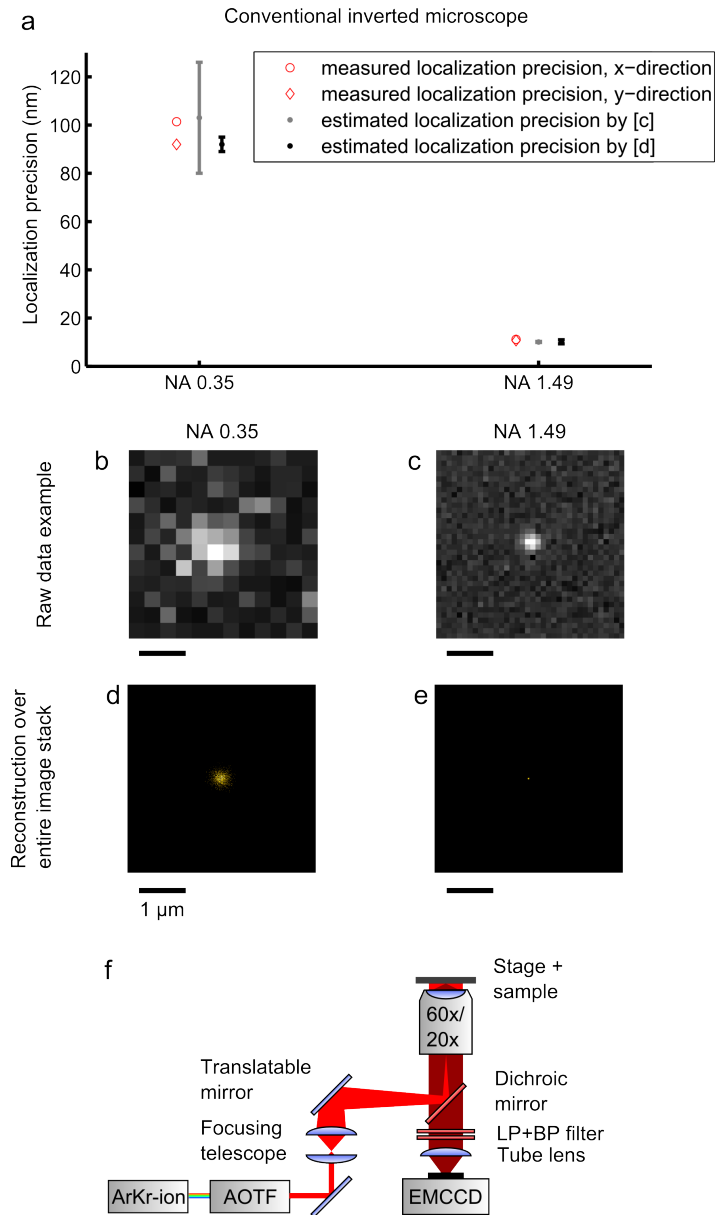 a
Conventional inverted microscope
Localization precision (nm)
120
100
80
60
40
20
0
measured localization precision, x−direction
measured localization precision, y−direction
estimated localization precision by [c]
estimated localization precision by [d]
NA 0.35
NA 1.49
NA 0.35
NA 1.49
Raw data example
b
c
Reconstruction over
entire image stack
d
e
1 µm
f
Stage +
sample
60x/
20x
Translatable
mirror
Dichroic
mirror
Focusing
telescope
LP+BP filter
Tube lens
ArKr-ion
AOTF
EMCCD